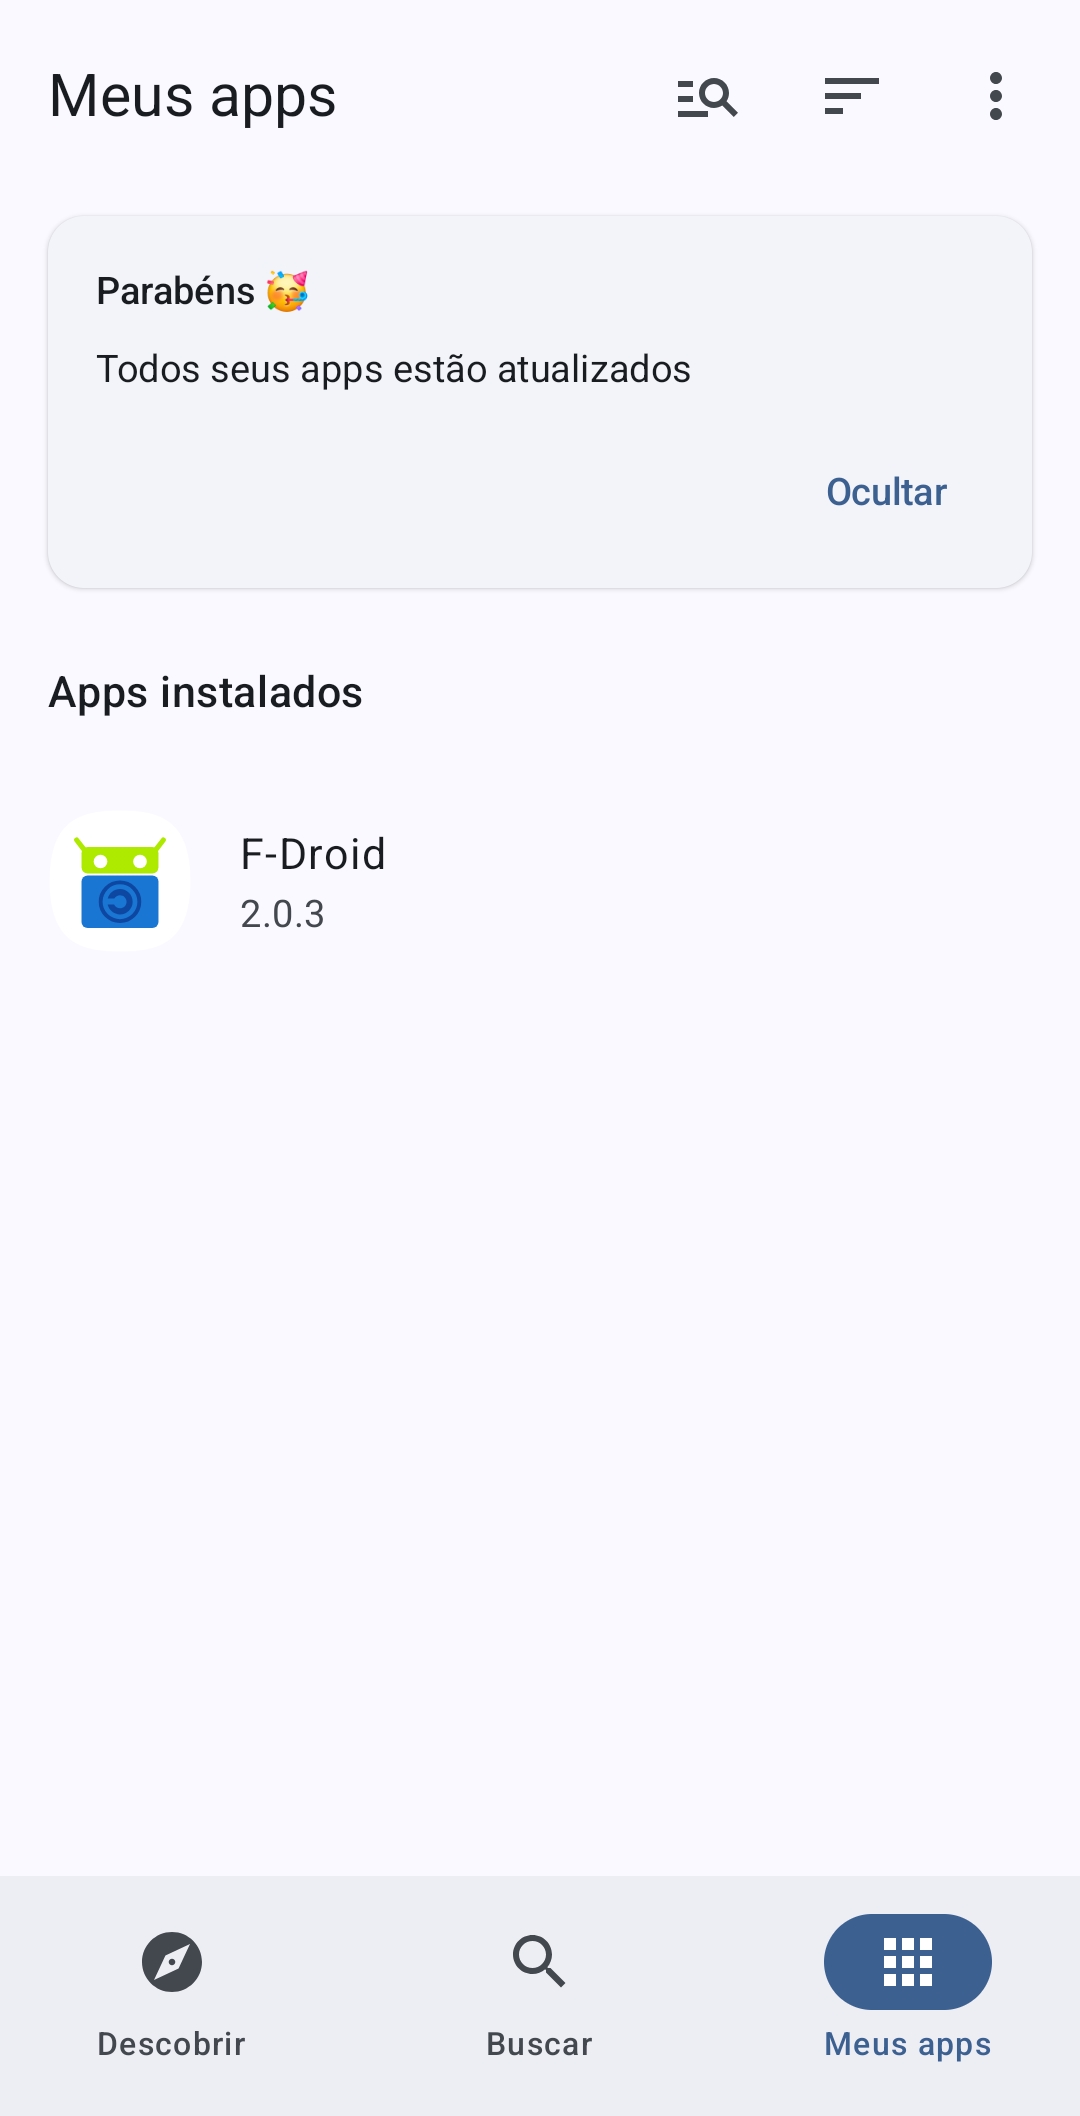 Meus apps
Parabéns 🥳
Todos seus apps estão atualizados
Ocultar
Apps instalados
F-Droid
2.0.3
Descobrir
Buscar
Meus apps